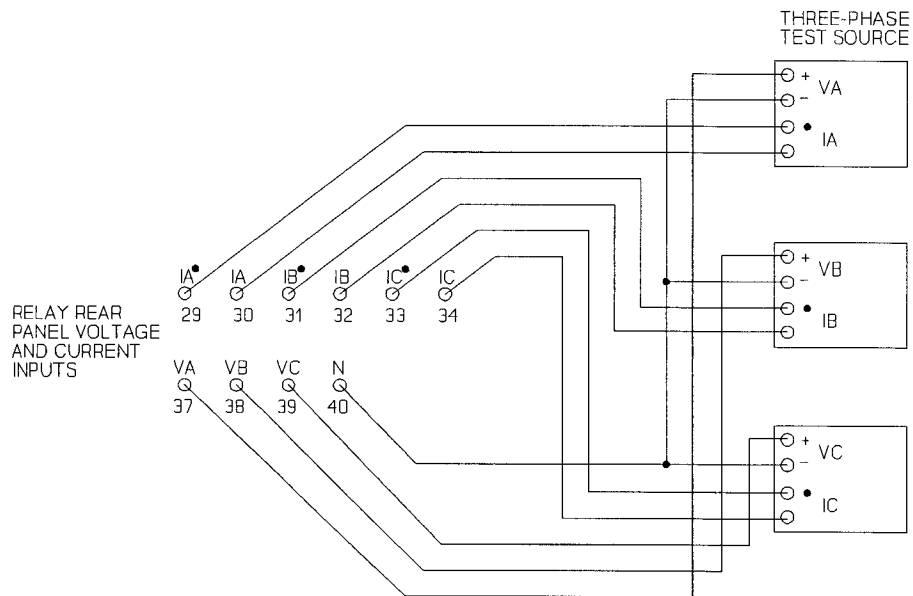 THREE-PHASE
TEST SOURCE
+ VA
-
IA
+ VB
-
IB
+ VC
-
IC
IA IA IB IB IC IC
29 30 31 32 33 34
RELAY REAR
PANEL VOLTAGE
AND CURRENT
INPUTS
VA VB VC N
37 38 39 40